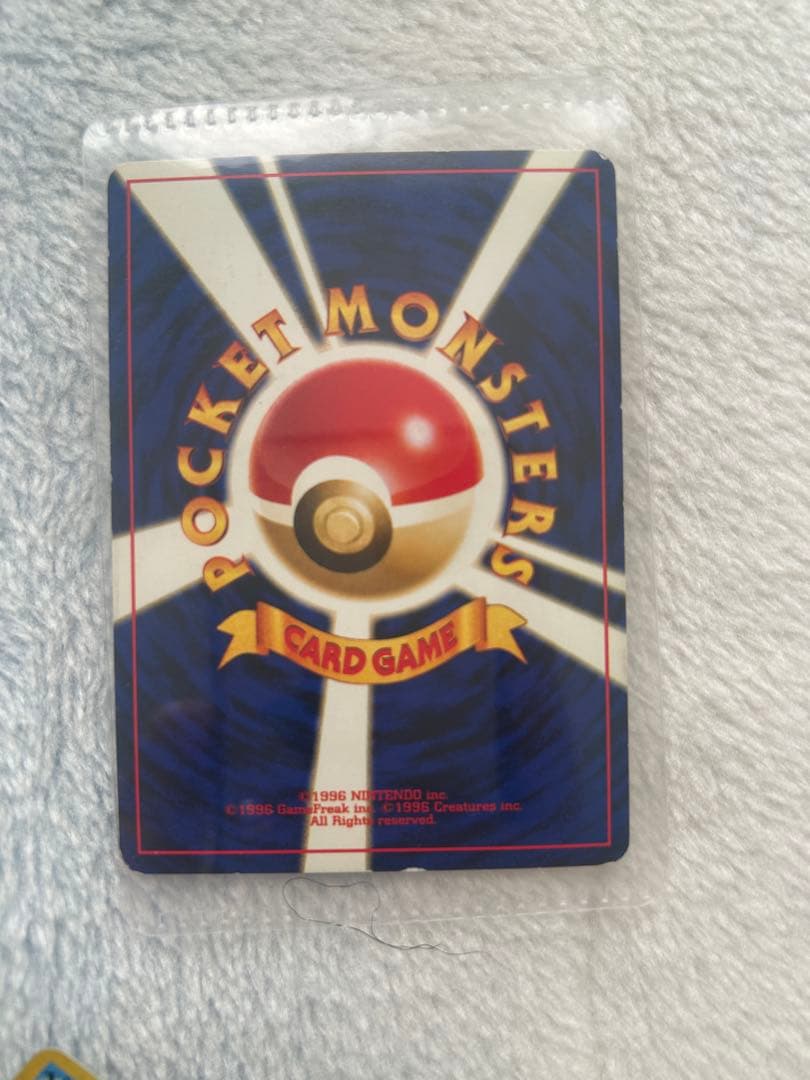 POCKET MONSTERS
CARD GAME
©1996 NINTENDO inc.
©1996 GameFreak inc. ©1996 Creatures inc.
All Rights reserved.